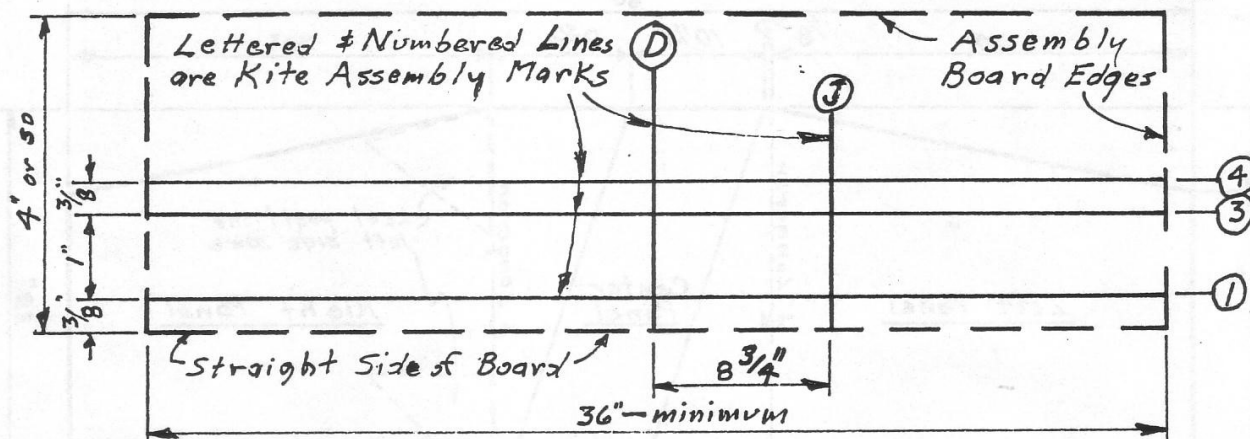 Lettered & Numbered Lines
are Kite Assembly Marks
D
J
Assembly
Board Edges
4" or so
3/8"
1"
3/8"
4
3
1
Straight Side of Board
8 3/4"
36"—minimum